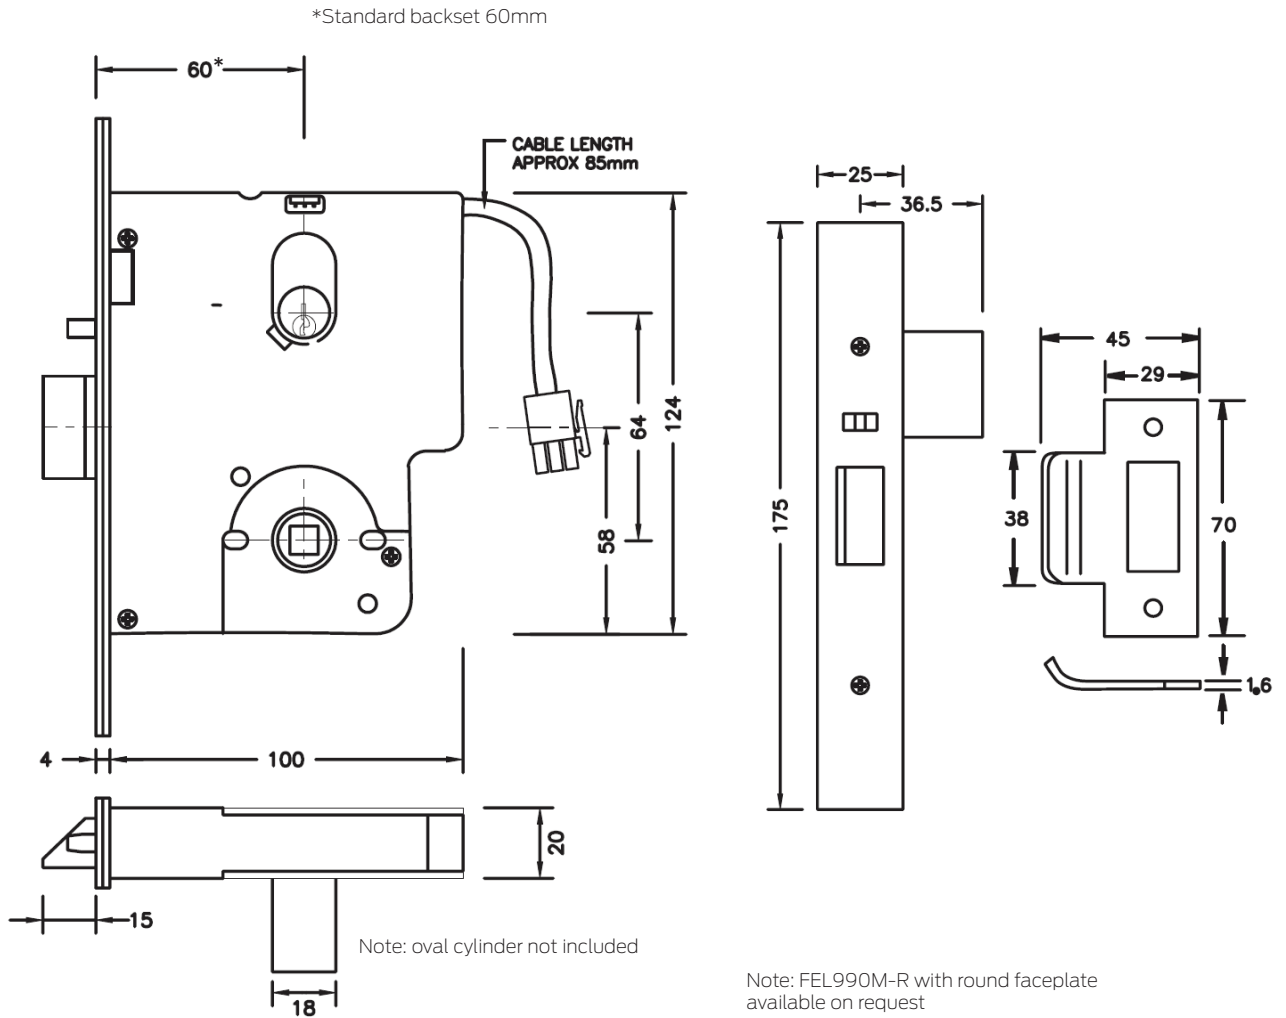 *Standard backset 60mm
60*
CABLE LENGTH
APPROX 85mm
25
36.5
45
29
64
124
58
175
38
70
1.6
4
100
20
15
Note: oval cylinder not included
18
Note: FEL990M-R with round faceplate
available on request